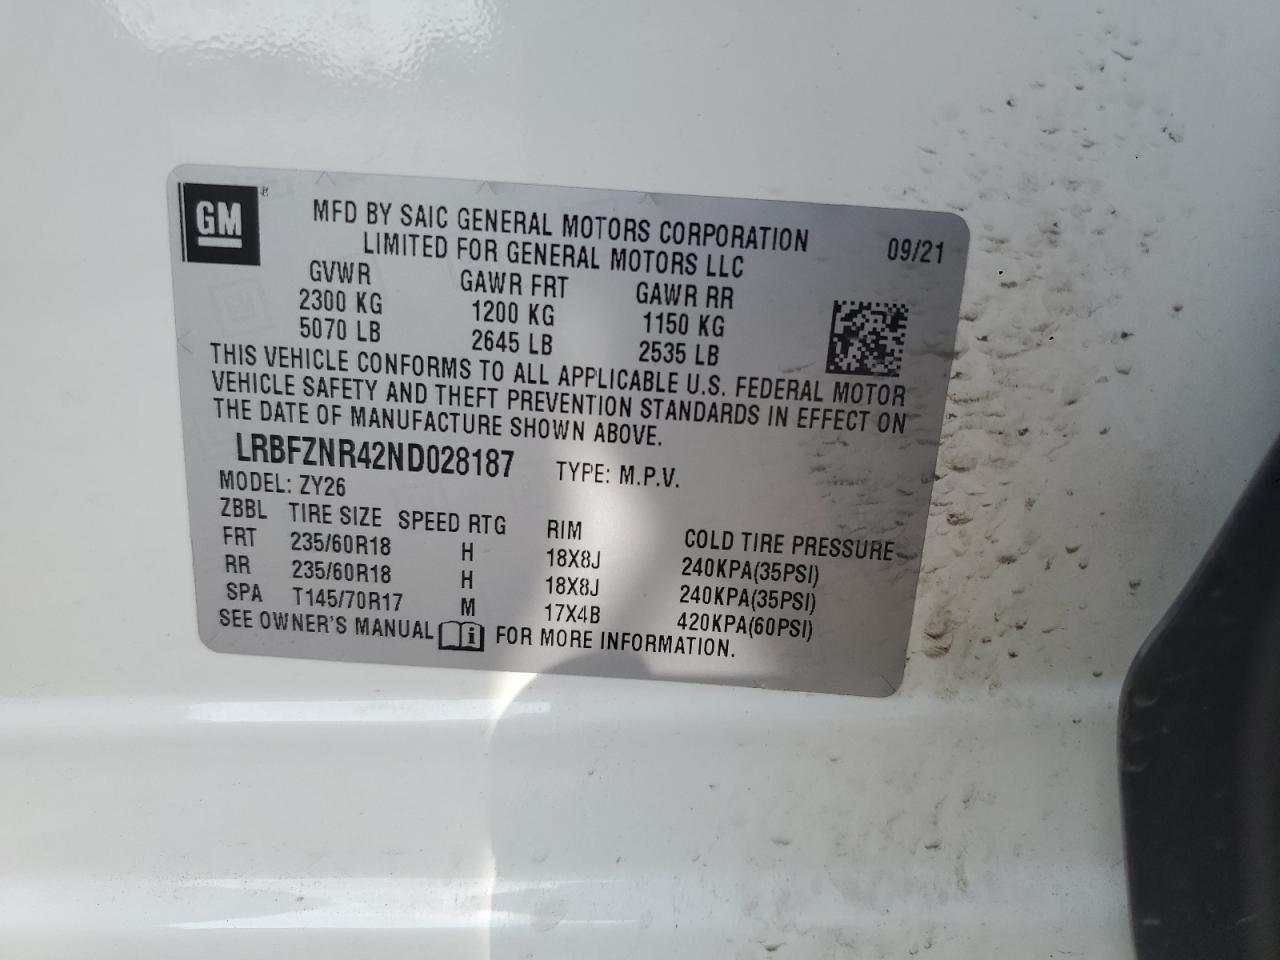 GM ®
MFD BY SAIC GENERAL MOTORS CORPORATION
LIMITED FOR GENERAL MOTORS LLC
09/21
GVWR GAWR FRT GAWR RR
2300 KG 1200 KG 1150 KG
5070 LB 2645 LB 2535 LB
THIS VEHICLE CONFORMS TO ALL APPLICABLE U.S. FEDERAL MOTOR
VEHICLE SAFETY AND THEFT PREVENTION STANDARDS IN EFFECT ON
THE DATE OF MANUFACTURE SHOWN ABOVE.
LRBFZNR42ND028187 TYPE: M.P.V.
MODEL: ZY26
ZBBL TIRE SIZE SPEED RTG RIM COLD TIRE PRESSURE
FRT 235/60R18 H 18X8J 240KPA(35PSI)
RR 235/60R18 H 18X8J 240KPA(35PSI)
SPA T145/70R17 M 17X4B 420KPA(60PSI)
SEE OWNER'S MANUAL i FOR MORE INFORMATION.